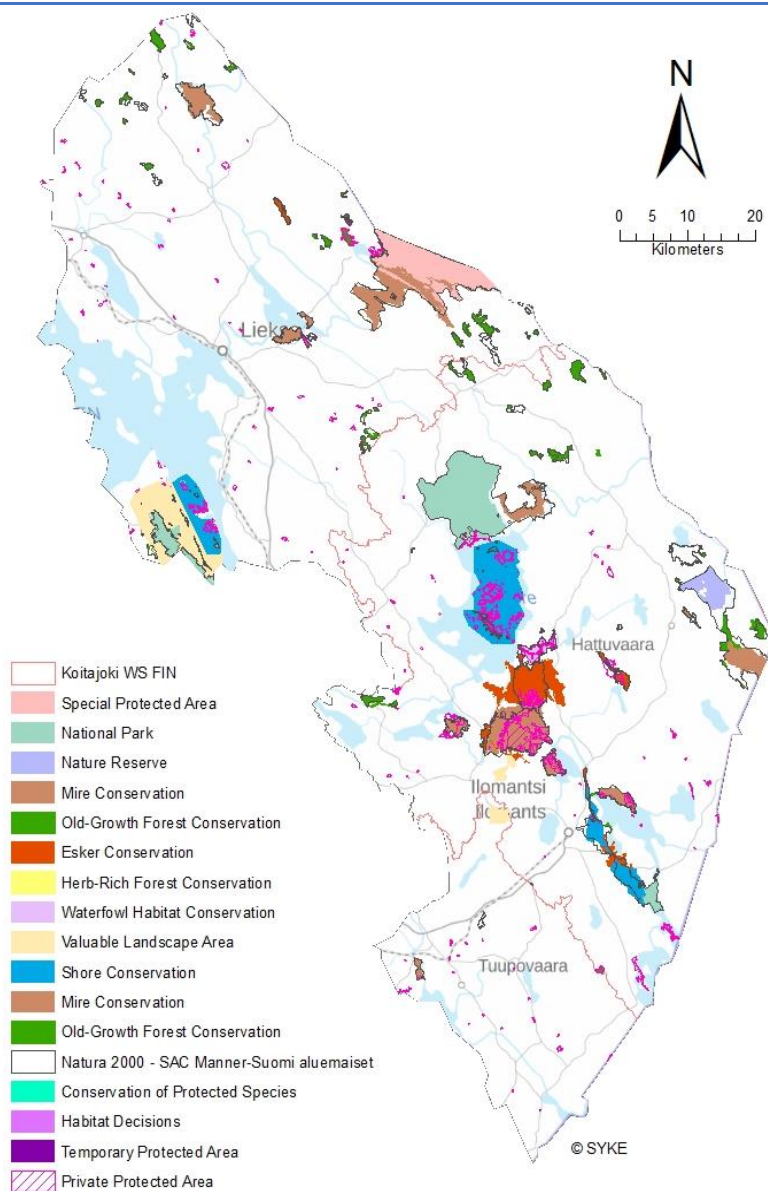 N
0 5 10 20
Kilometers
Lieks
Hattuvaara
Ilomantsi
Ilomants
Tuupovaara
Koitajoki WS FIN
Special Protected Area
National Park
Nature Reserve
Mire Conservation
Old-Growth Forest Conservation
Esker Conservation
Herb-Rich Forest Conservation
Waterfowl Habitat Conservation
Valuable Landscape Area
Shore Conservation
Mire Conservation
Old-Growth Forest Conservation
Natura 2000 - SAC Manner-Suomi aluemaiset
Conservation of Protected Species
Habitat Decisions
Temporary Protected Area
Private Protected Area
© SYKE